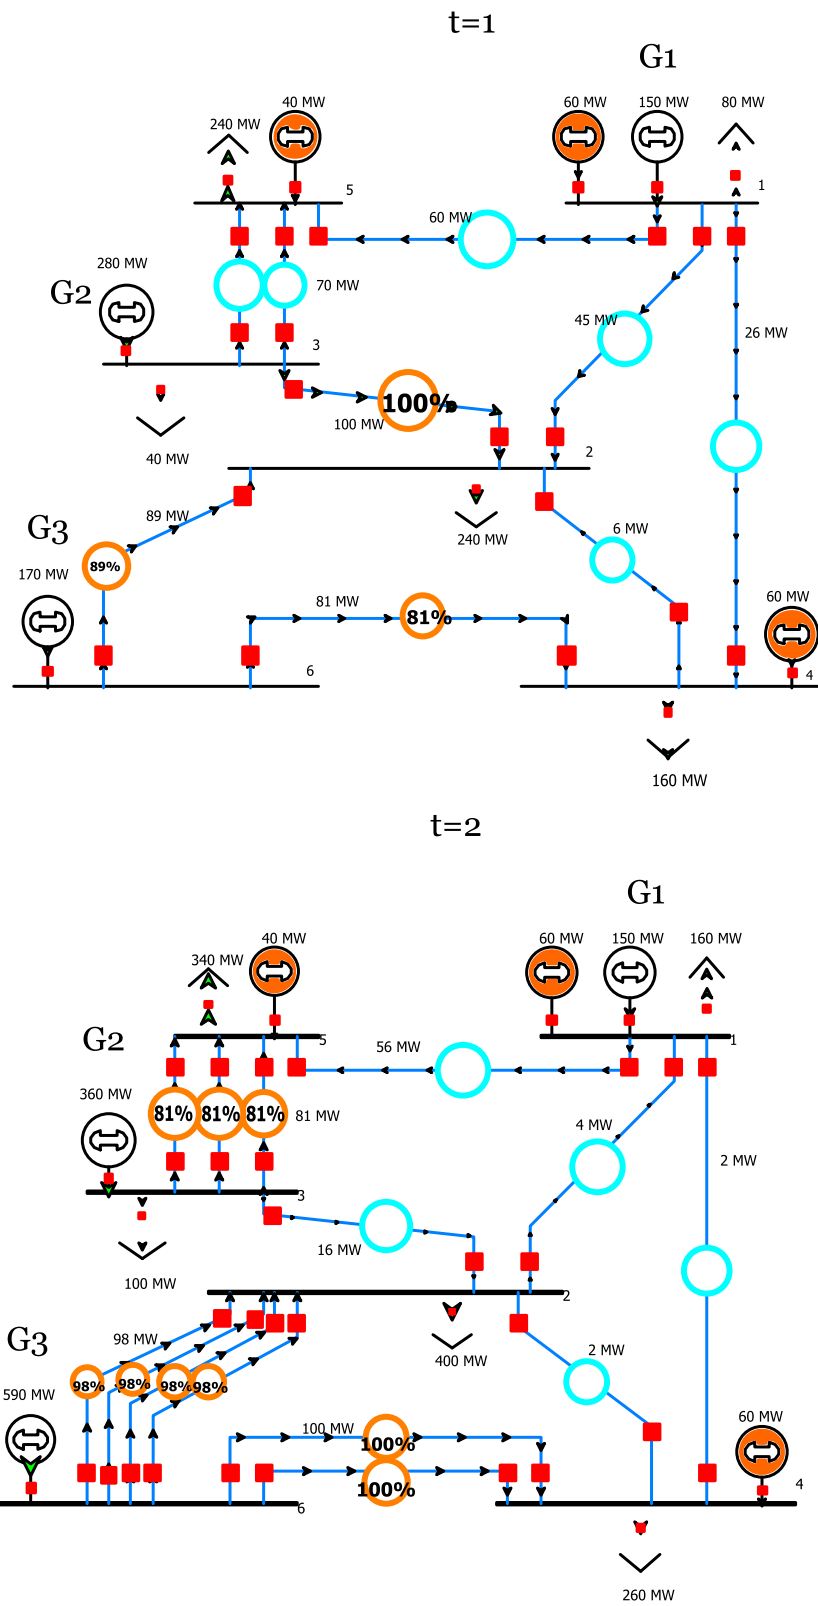 t=1
G1
40 MW
60 MW
150 MW
80 MW
240 MW
5
1
60 MW
280 MW
G2
70 MW
45 MW
26 MW
3
100%
100 MW
40 MW
2
89 MW
G3
240 MW
6 MW
89%
170 MW
81 MW
81%
60 MW
6
4
160 MW
t=2
G1
40 MW
60 MW
150 MW
160 MW
340 MW
G2
5
1
56 MW
360 MW
81%
81%
81%
81 MW
4 MW
2 MW
3
16 MW
100 MW
2
G3
98 MW
400 MW
2 MW
98%
98%
98%
98%
590 MW
100 MW
100%
100%
60 MW
6
4
260 MW